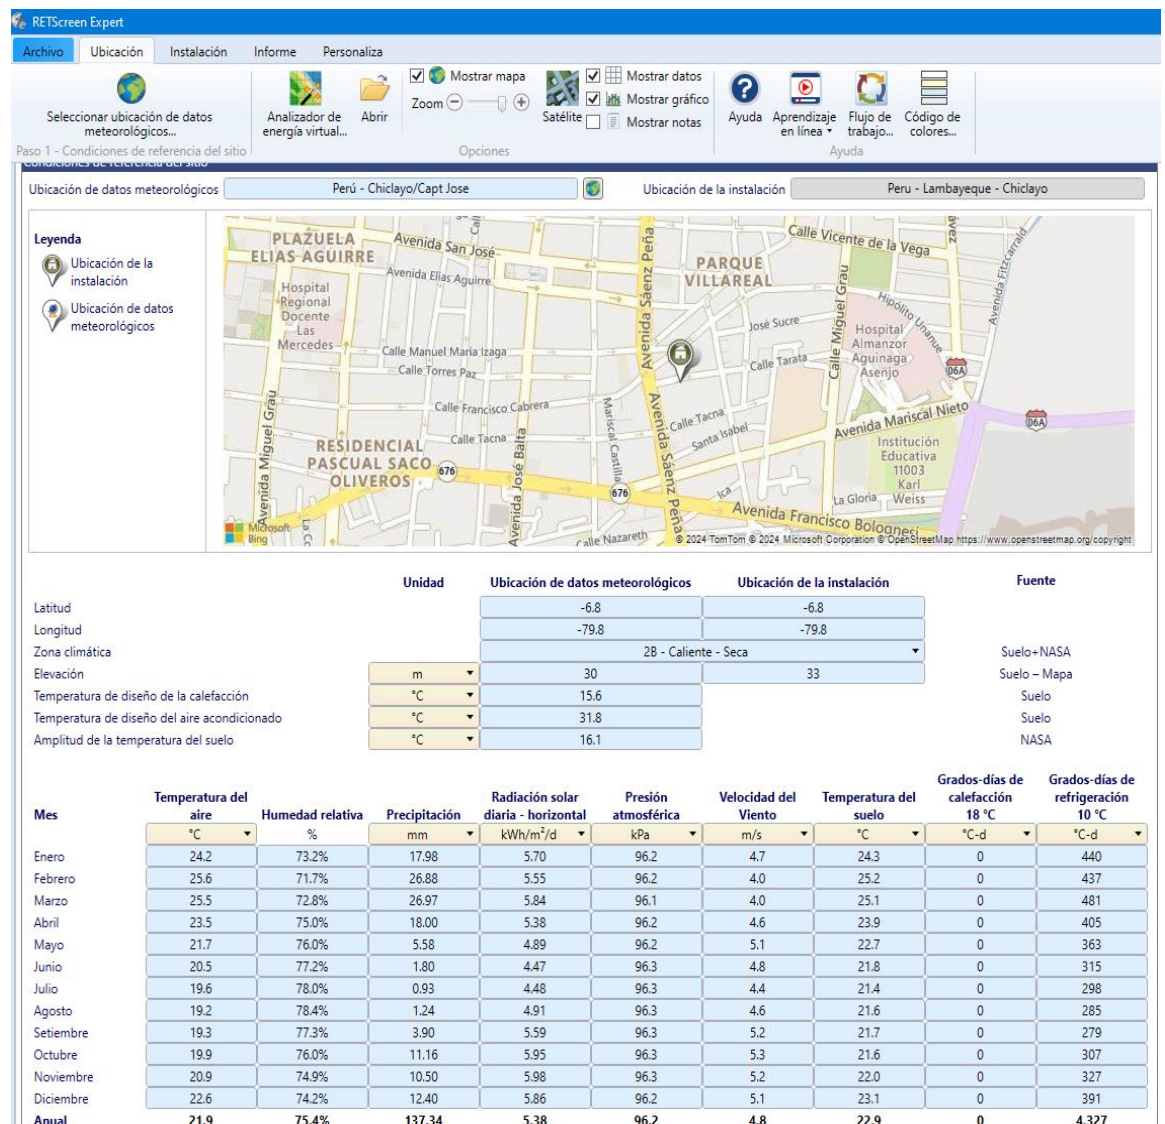 RETScreen Expert
Archivo Ubicación Instalación Informe Personaliza
Seleccionar ubicación de datos meteorológicos...
Analizador de energía virtual...
Abrir
Mostrar mapa
Zoom
Satélite
Mostrar datos
Mostrar gráfico
Mostrar notas
Ayuda
Aprendizaje en línea
Flujo de trabajo...
Código de colores...
Paso 1 - Condiciones de referencia del sitio Opciones Ayuda
Condiciones de referencia del sitio
Ubicación de datos meteorológicos Perú - Chiclayo/Capt Jose Ubicación de la instalación Peru - Lambayeque - Chiclayo
Leyenda
Ubicación de la
instalación
Ubicación de datos
meteorológicos
PLAZUELA
ELIAS AGUIRRE
Avenida San José
Avenida Elias Aguirre
Hospital
Regional
Docente
Las
Mercedes
Calle Manuel María Izaga
Calle Torres Paz
Calle Francisco Cabrera
Calle Tacna
RESIDENCIAL
PASCUAL SACO
OLIVEROS
676
Avenida Miguel Grau
Avenida José Balta
Mariscal Castilla
676
Avenida Sáenz Peña
Avenida Sáenz Peña
PARQUE
VILLAREAL
Calle Vicente de la Vega
José Sucre
Calle Tarata
Calle Miguel Grau
Hipólito Unanue
Hospital
Almanzor
Aguinaga
Asenjo
06A
Avenida Fitzcarrald
Calle Tacna
Santa Isabel
Avenida Mariscal Nieto
06A
Institución
Educativa
11003
Karl
Weiss
La Gloria
Ica
Avenida Francisco Bolognesi
Calle Nazareth
Microsoft
Bing
© 2024 TomTom © 2024 Microsoft Corporation © OpenStreetMap https://www.openstreetmap.org/copyright
Unidad Ubicación de datos meteorológicos Ubicación de la instalación Fuente
Latitud -6.8 -6.8
Longitud -79.8 -79.8
Zona climática 2B - Caliente - Seca Suelo+NASA
Elevación m 30 33 Suelo – Mapa
Temperatura de diseño de la calefacción °C 15.6 Suelo
Temperatura de diseño del aire acondicionado °C 31.8 Suelo
Amplitud de la temperatura del suelo °C 16.1 NASA
Mes Temperatura del aire Humedad relativa Precipitación Radiación solar diaria - horizontal Presión atmosférica Velocidad del Viento Temperatura del suelo Grados-días de calefacción 18 °C Grados-días de refrigeración 10 °C
°C % mm kWh/m²/d kPa m/s °C °C-d °C-d
Enero 24.2 73.2% 17.98 5.70 96.2 4.7 24.3 0 440
Febrero 25.6 71.7% 26.88 5.55 96.2 4.0 25.2 0 437
Marzo 25.5 72.8% 26.97 5.84 96.1 4.0 25.1 0 481
Abril 23.5 75.0% 18.00 5.38 96.2 4.6 23.9 0 405
Mayo 21.7 76.0% 5.58 4.89 96.2 5.1 22.7 0 363
Junio 20.5 77.2% 1.80 4.47 96.3 4.8 21.8 0 315
Julio 19.6 78.0% 0.93 4.48 96.3 4.4 21.4 0 298
Agosto 19.2 78.4% 1.24 4.91 96.3 4.6 21.6 0 285
Setiembre 19.3 77.3% 3.90 5.59 96.3 5.2 21.7 0 279
Octubre 19.9 76.0% 11.16 5.95 96.3 5.3 21.6 0 307
Noviembre 20.9 74.9% 10.50 5.98 96.3 5.2 22.0 0 327
Diciembre 22.6 74.2% 12.40 5.86 96.2 5.1 23.1 0 391
Anual 21.9 75.4% 137.34 5.38 96.2 4.8 22.9 0 4,327